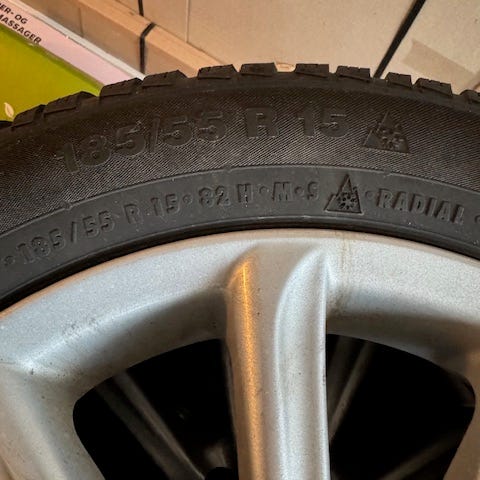 ER- OG
MASSAGER
185/55 R 15
• 185/55 R 15 • 82 H • M • S • RADIAL